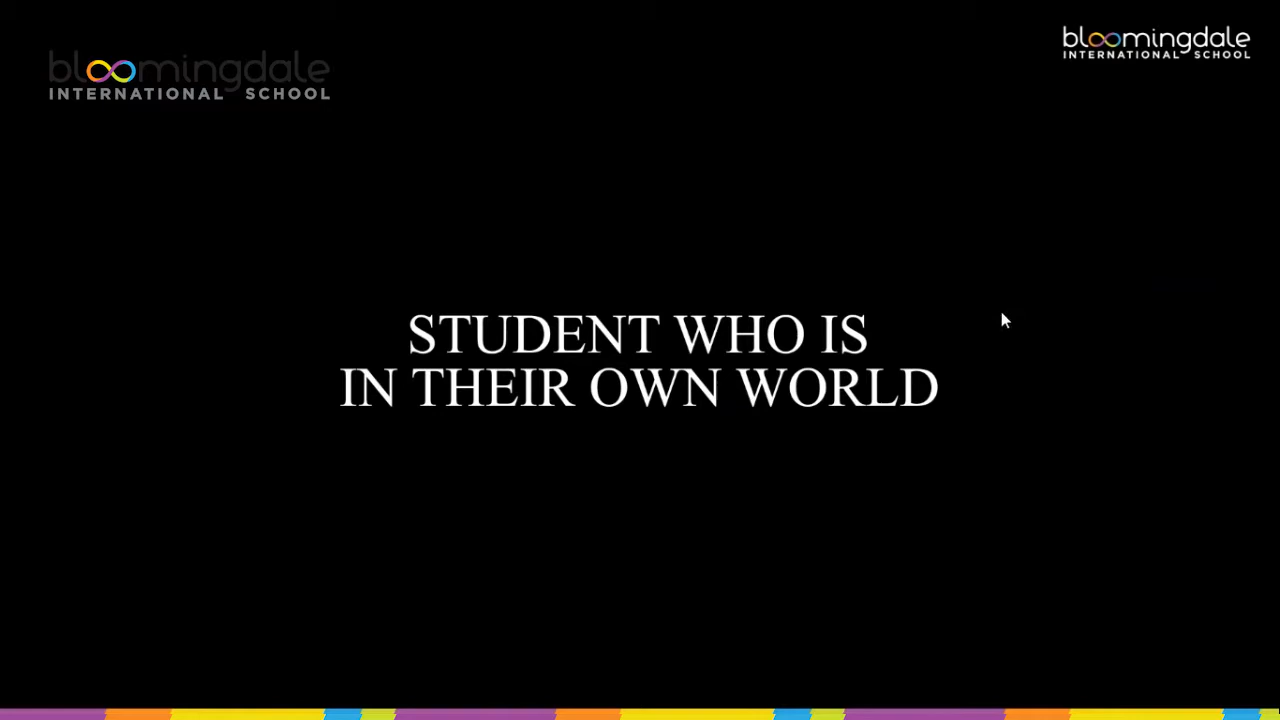 bloomingdale
INTERNATIONAL SCHOOL
bloomingdale
INTERNATIONAL SCHOOL
STUDENT WHO IS
IN THEIR OWN WORLD